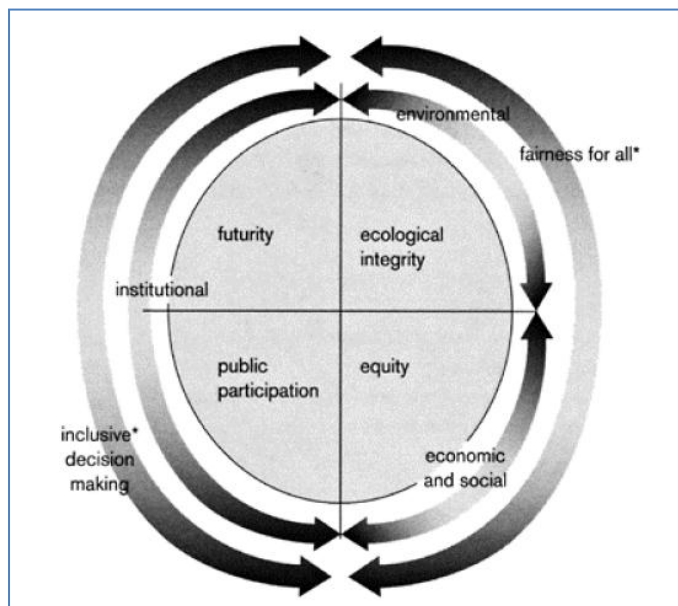 environmental
fairness for all*
futurity
ecological
integrity
institutional
public
participation
equity
inclusive*
decision
making
economic
and social